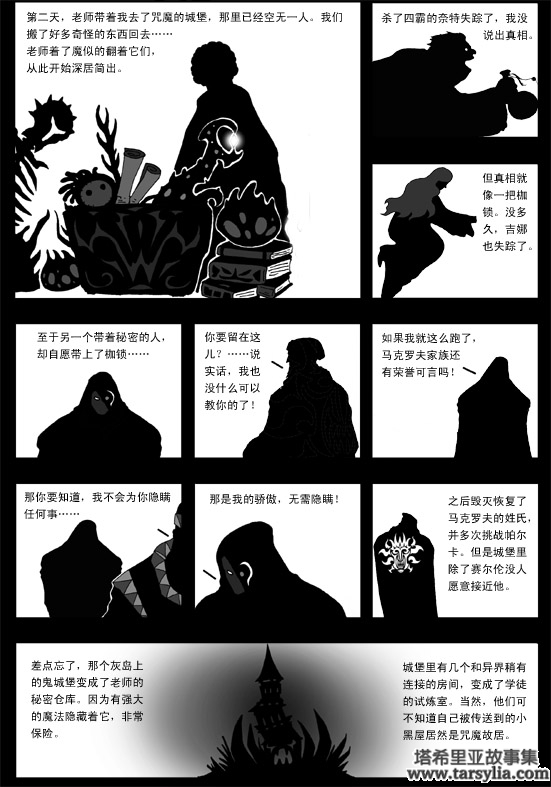 第二天，老师带着我去了咒魔的城堡，那里已经空无一人。我们
搬了好多奇怪的东西回去……
老师着了魔似的翻着它们，
从此开始深居简出。
杀了四霸的奈特失踪了，我没
说出真相。
但真相就
像一把枷
锁。没多
久，吉娜
也失踪了。
至于另一个带着秘密的人，
却自愿带上了枷锁……
你要留在这
儿？……说
实话，我也
没什么可以
教你的了！
如果我就这么跑了，
马克罗夫家族还
有荣誉可言吗！
那你要知道，我不会为你隐瞒
任何事……
那是我的骄傲，无需隐瞒！
之后毁灭恢复了
马克罗夫的姓氏，
并多次挑战帕尔
卡。但是城堡里
除了赛尔伦没人
愿意接近他。
差点忘了，那个灰岛上
的鬼城堡变成了老师的
秘密仓库。因为有强大
的魔法隐藏着它，非常
保险。
城堡里有几个和异界稍有
连接的房间，变成了学徒
的试炼室。当然，他们可
不知道自己被传送到的小
黑屋居然是咒魔故居。
塔希里亚故事集
www.tarsylia.com